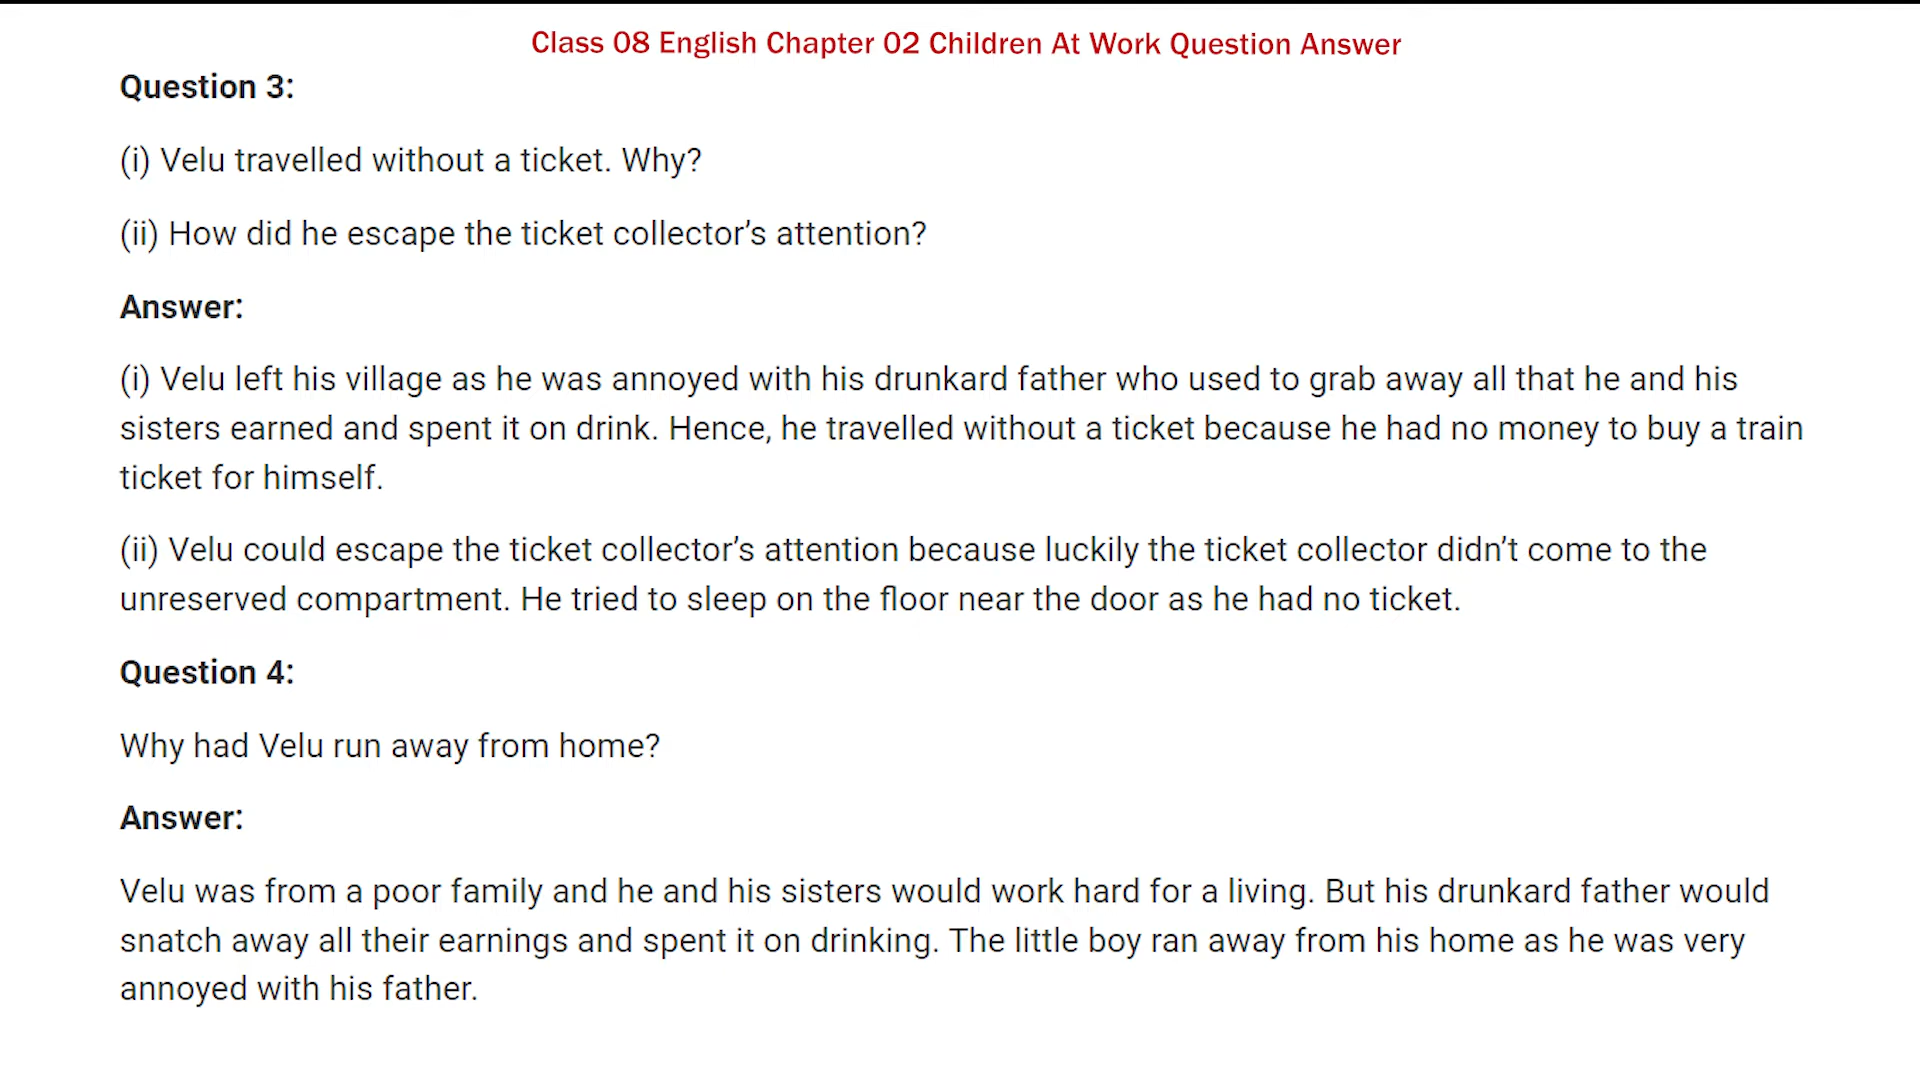 Class 08 English Chapter 02 Children At Work Question Answer
Question 3:
(i) Velu travelled without a ticket. Why?
(ii) How did he escape the ticket collector’s attention?
Answer:
(i) Velu left his village as he was annoyed with his drunkard father who used to grab away all that he and his
sisters earned and spent it on drink. Hence, he travelled without a ticket because he had no money to buy a train
ticket for himself.
(ii) Velu could escape the ticket collector’s attention because luckily the ticket collector didn’t come to the
unreserved compartment. He tried to sleep on the floor near the door as he had no ticket.
Question 4:
Why had Velu run away from home?
Answer:
Velu was from a poor family and he and his sisters would work hard for a living. But his drunkard father would
snatch away all their earnings and spent it on drinking. The little boy ran away from his home as he was very
annoyed with his father.